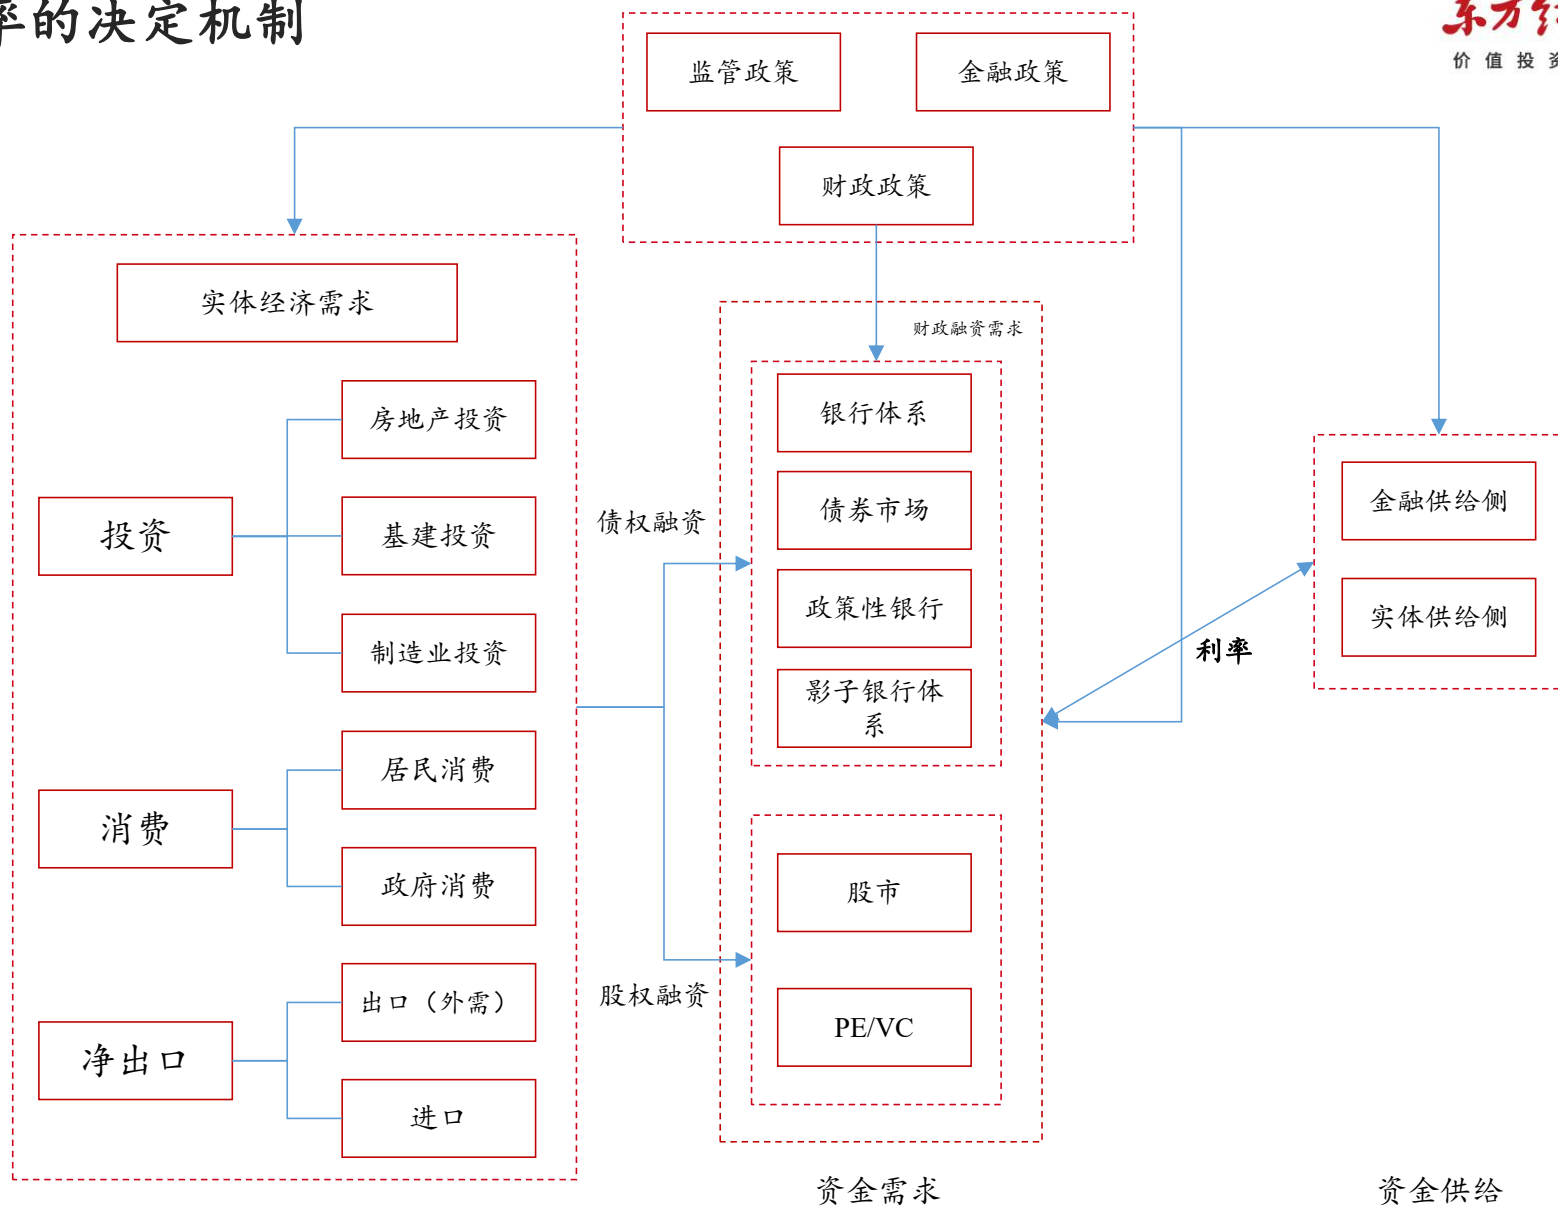 率的决定机制
东方红
价值投资
监管政策
金融政策
财政政策
实体经济需求
财政融资需求
房地产投资
银行体系
投资
基建投资
债权融资
债券市场
金融供给侧
制造业投资
政策性银行
实体供给侧
利率
影子银行体
系
居民消费
消费
政府消费
股市
出口（外需）
股权融资
PE/VC
净出口
进口
资金需求
资金供给